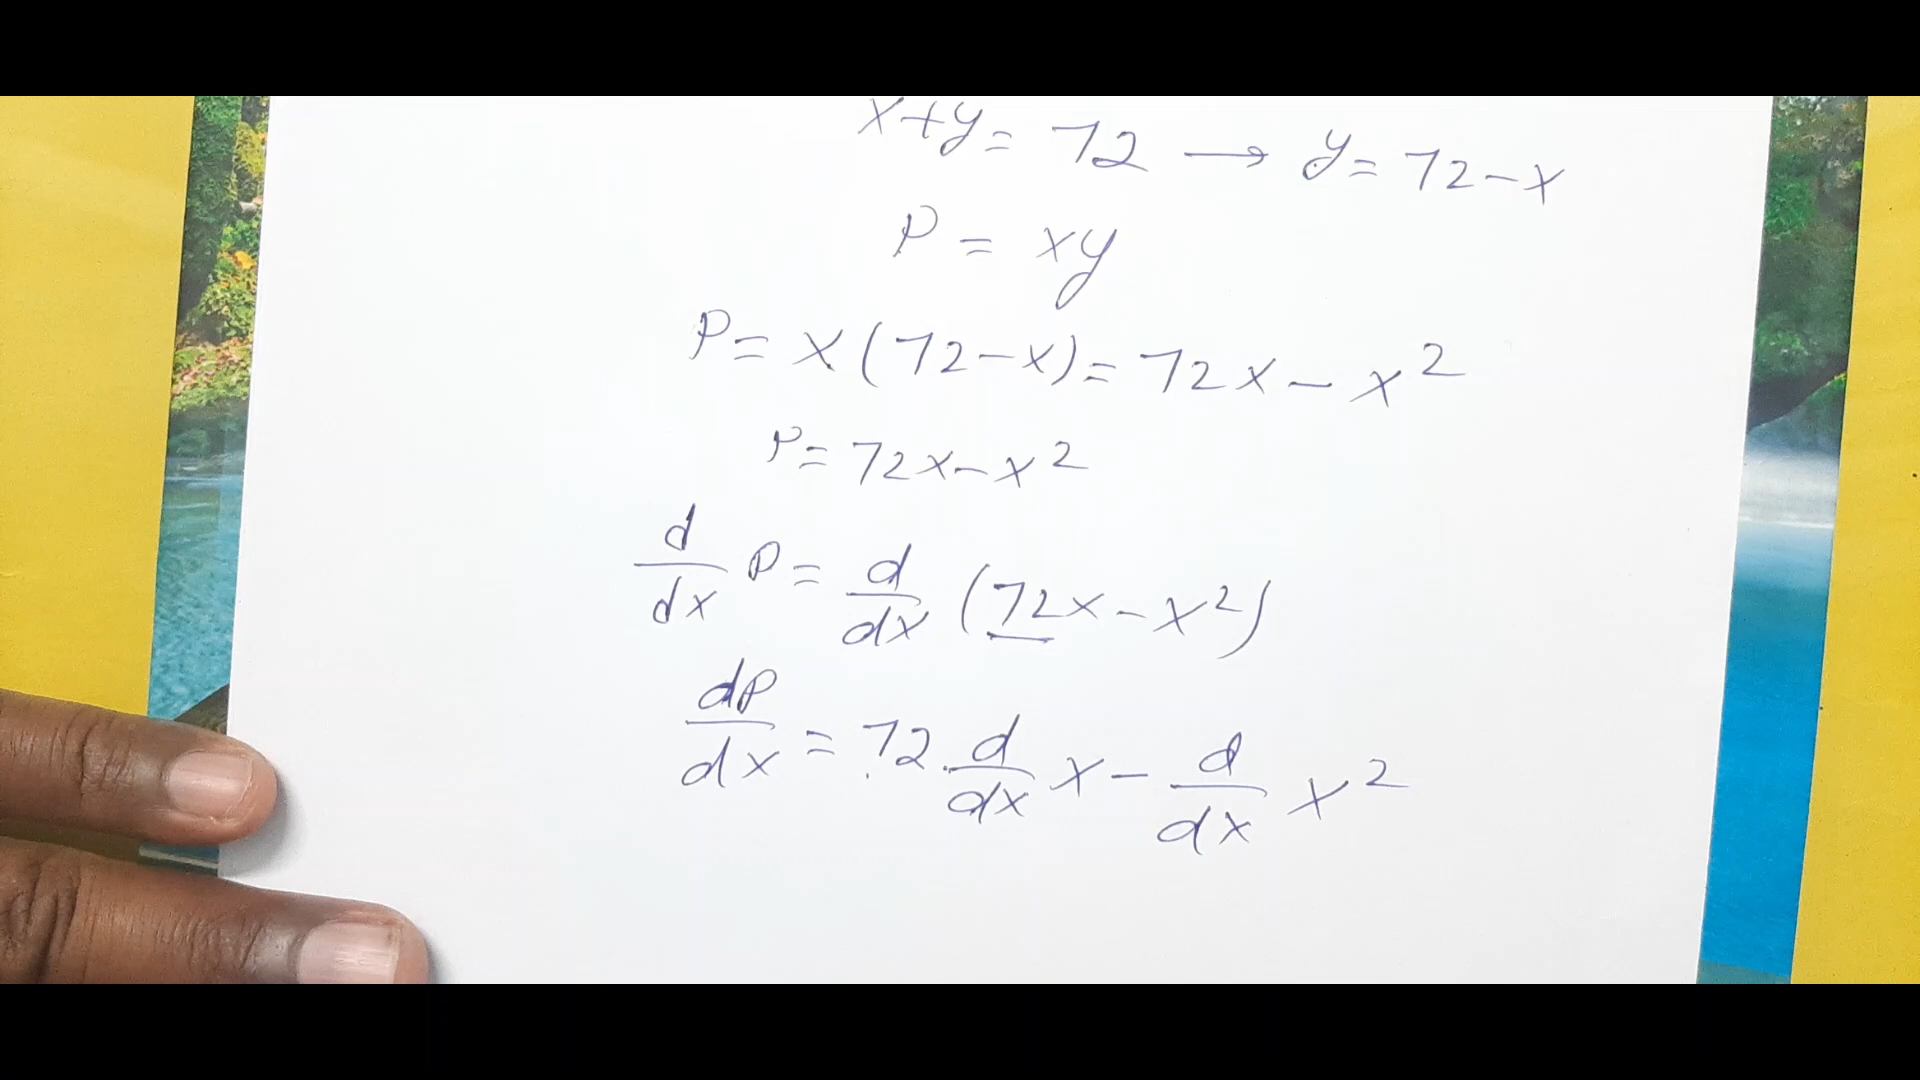 x+y= 72 → y= 72-x
P = xy
P= x(72-x)= 72x - x²
P= 72x-x²
d/dx P= d/dx (72x-x²)
dP/dx = 72.d/dx x - d/dx x²